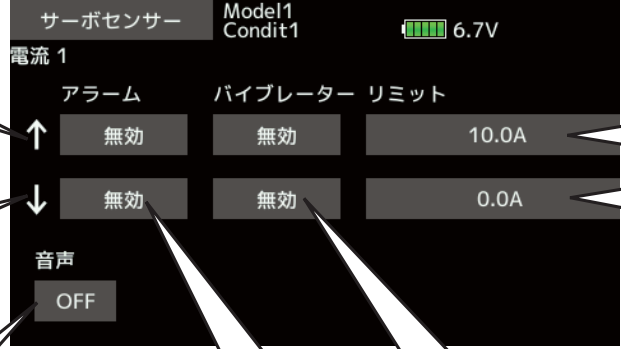 サーボセンサー Model1
Condit1 6.7V
電流 1
アラーム バイブレーター リミット
↑ 無効 無効 10.0A
↓ 無効 無効 0.0A
音声
OFF